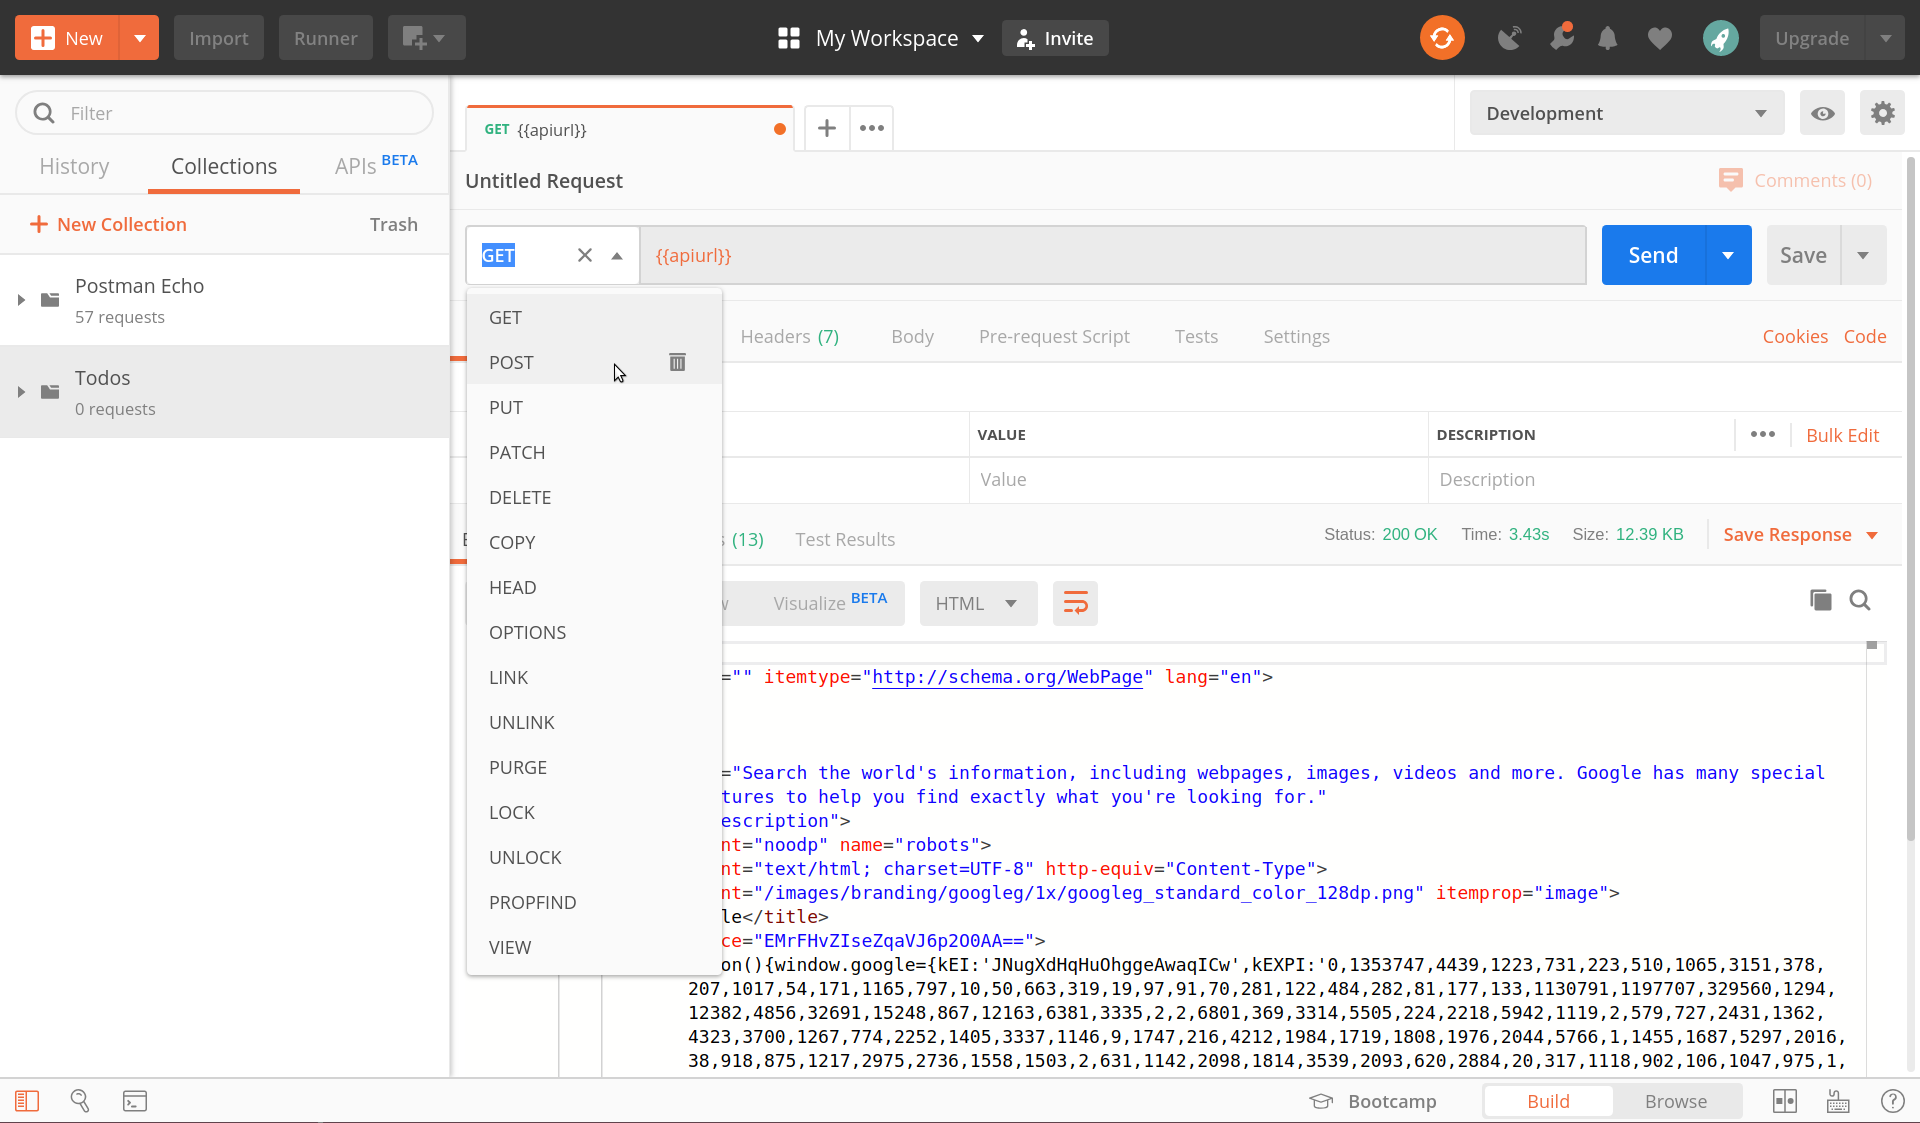 New
Import
Runner
My Workspace
Invite
Upgrade
Filter
History
Collections
APIs BETA
New Collection
Trash
Postman Echo
57 requests
Todos
0 requests
GET {{apiurl}}
Development
Untitled Request
Comments (0)
GET
{{apiurl}}
Send
Save
GET
POST
PUT
PATCH
DELETE
COPY
HEAD
OPTIONS
LINK
UNLINK
PURGE
LOCK
UNLOCK
PROPFIND
VIEW
Headers (7)
Body
Pre-request Script
Tests
Settings
Cookies
Code
VALUE
DESCRIPTION
Bulk Edit
Value
Description
(13)
Test Results
Status: 200 OK
Time: 3.43s
Size: 12.39 KB
Save Response
Visualize BETA
HTML
="" itemtype="http://schema.org/WebPage" lang="en">
="Search the world's information, including webpages, images, videos and more. Google has many special
tures to help you find exactly what you're looking for."
escription">
nt="noodp" name="robots">
nt="text/html; charset=UTF-8" http-equiv="Content-Type">
nt="/images/branding/googleg/1x/googleg_standard_color_128dp.png" itemprop="image">
le</title>
ce="EMrFHvZIseZqaVJ6p2O0AA==">
on(){window.google={kEI:'JNugXdHqHuOhggeAwaqICw',kEXPI:'0,1353747,4439,1223,731,223,510,1065,3151,378,
207,1017,54,171,1165,797,10,50,663,319,19,97,91,70,281,122,484,282,81,177,133,1130791,1197707,329560,1294,
12382,4856,32691,15248,867,12163,6381,3335,2,2,6801,369,3314,5505,224,2218,5942,1119,2,579,727,2431,1362,
4323,3700,1267,774,2252,1405,3337,1146,9,1747,216,4212,1984,1719,1808,1976,2044,5766,1,1455,1687,5297,2016,
38,918,875,1217,2975,2736,1558,1503,2,631,1142,2098,1814,3539,2093,620,2884,20,317,1118,902,106,1047,975,1,
Bootcamp
Build
Browse